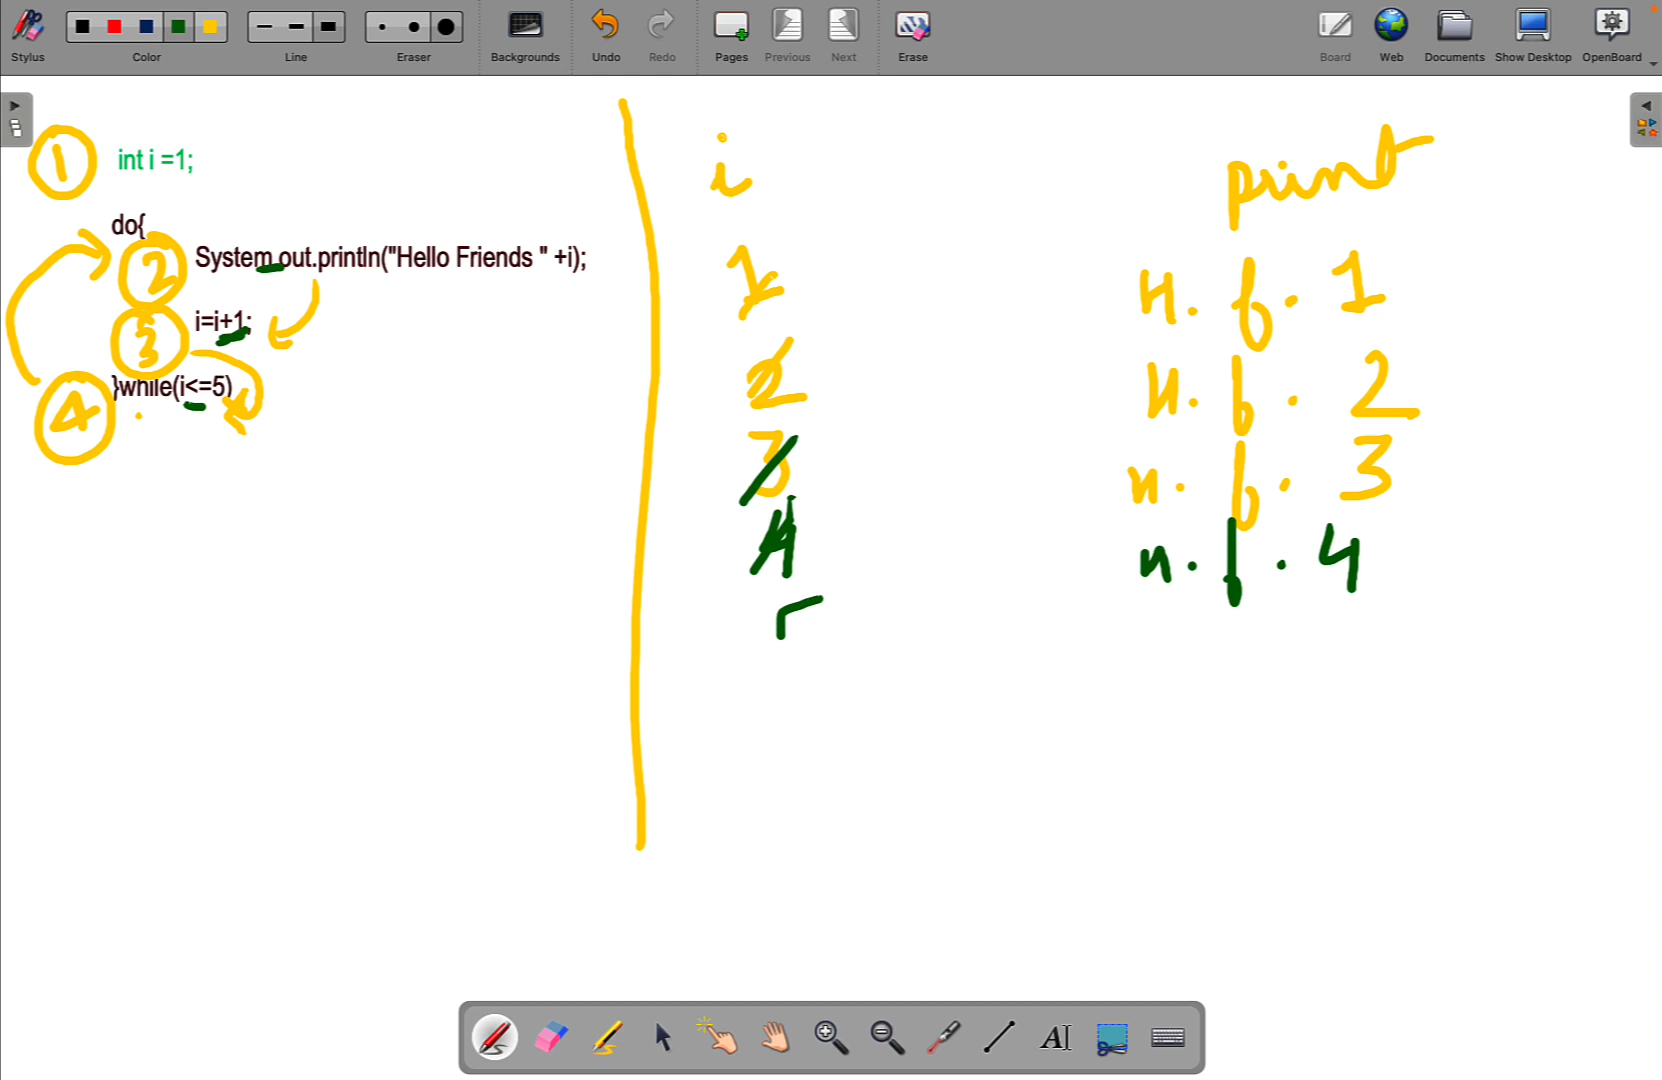 Stylus Color Line Eraser Backgrounds Undo Redo Pages Previous Next Erase Board Web Documents Show Desktop OpenBoard
1 int i =1;
do{
2 System.out.println("Hello Friends " +i);
3 i=i+1;
4 }while(i<=5)
i print
1 H. f. 1
2 H. f. 2
3 H. f. 3
4 H. f. 4